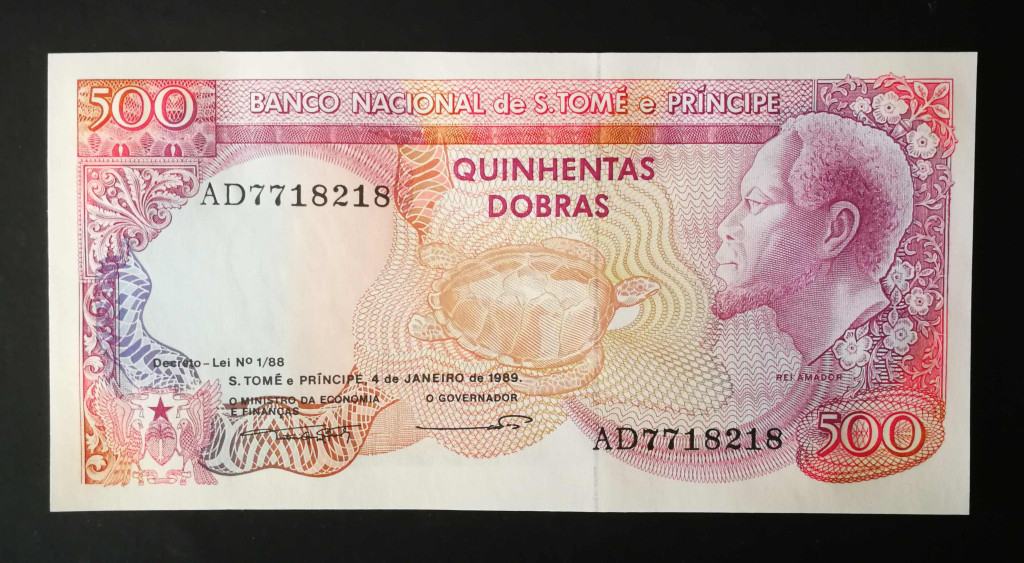 500
BANCO NACIONAL de S.TOMÉ e PRÍNCIPE
QUINHENTAS
DOBRAS
AD7718218
Decreto - Lei Nº 1/88
S. TOMÉ e PRÍNCIPE, 4 de JANEIRO de 1989.
O MINISTRO DA ECONOMIA
E FINANÇAS
O GOVERNADOR
REI AMADOR
AD7718218
500